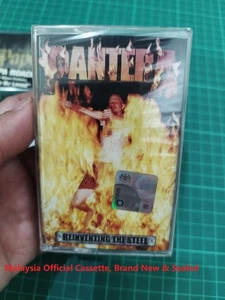 PANTERA
REINVENTING THE STEEL
Malaysia Official Cassette, Brand New & Sealed